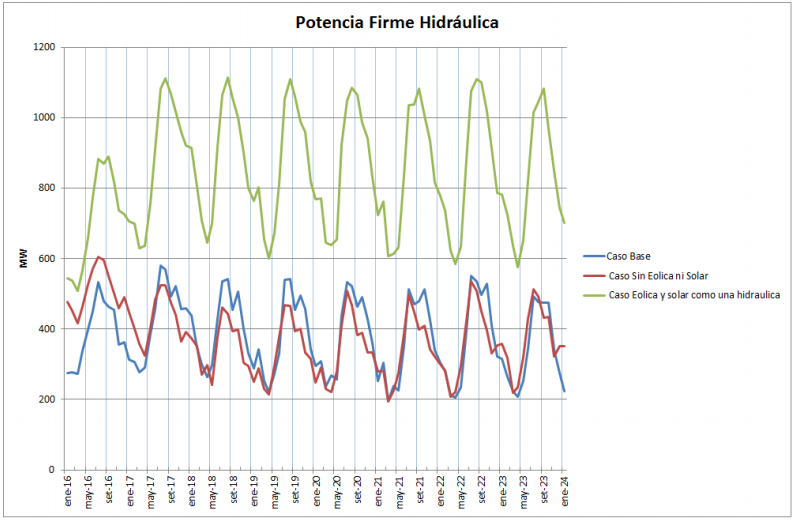 Potencia Firme Hidráulica
1200
1000
800
600
400
200
0
MW
ene-16
may-16
set-16
ene-17
may-17
set-17
ene-18
may-18
set-18
ene-19
may-19
set-19
ene-20
may-20
set-20
ene-21
may-21
set-21
ene-22
may-22
set-22
ene-23
may-23
set-23
ene-24
Caso Base
Caso Sin Eolica ni Solar
Caso Eolica y solar como una hidraulica